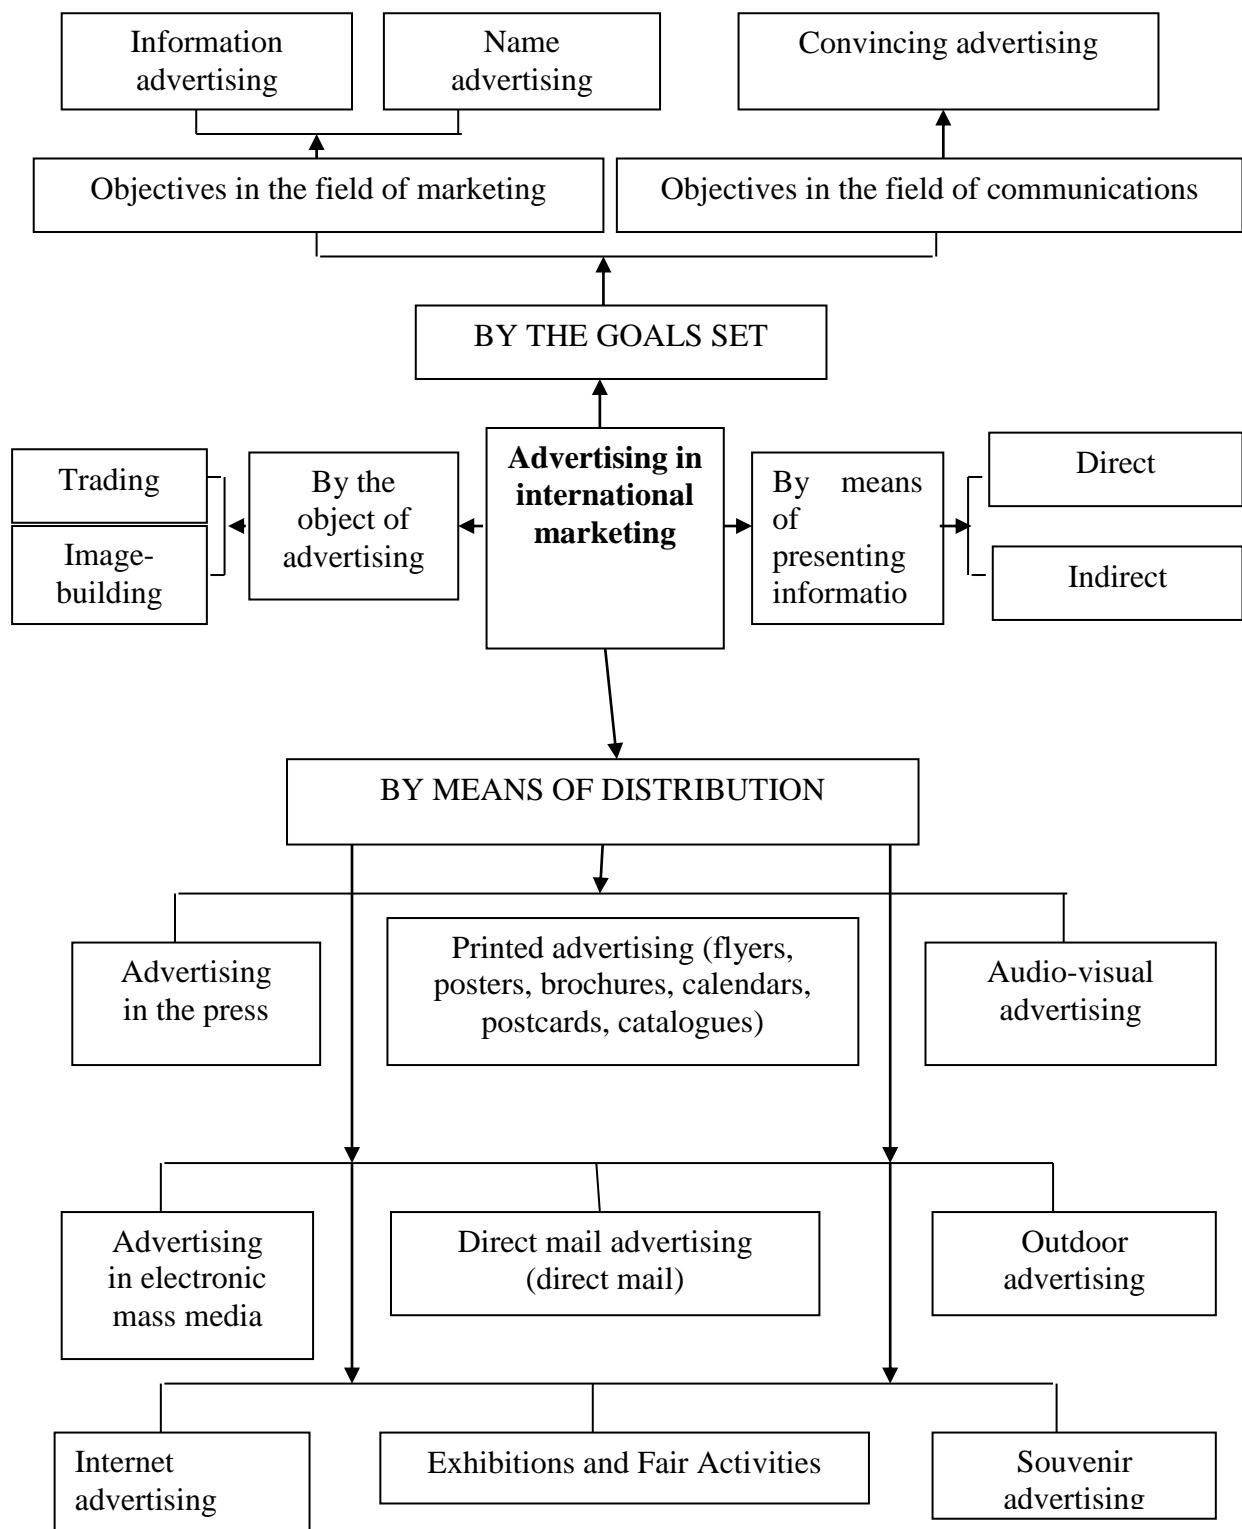 Information
advertising
Name
advertising
Convincing advertising
Objectives in the field of marketing
Objectives in the field of communications
BY THE GOALS SET
Trading
Image-
building
By the
object of
advertising
Advertising in
international
marketing
By means
of
presenting
informatio
Direct
Indirect
BY MEANS OF DISTRIBUTION
Advertising
in the press
Printed advertising (flyers,
posters, brochures, calendars,
postcards, catalogues)
Audio-visual
advertising
Advertising
in electronic
mass media
Direct mail advertising
(direct mail)
Outdoor
advertising
Internet
advertising
Exhibitions and Fair Activities
Souvenir
advertising